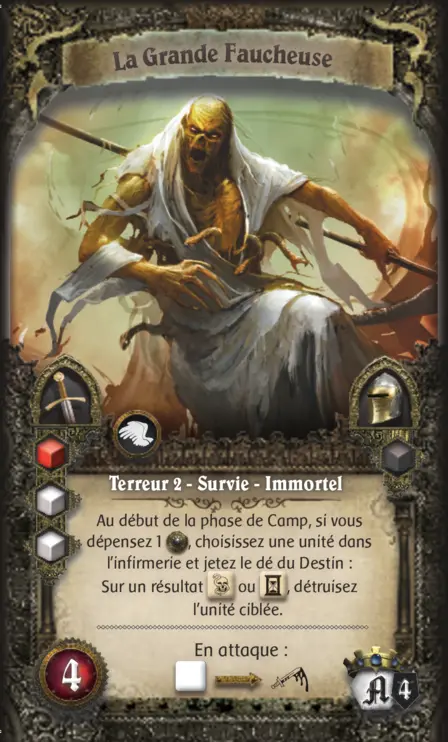 La Grande Faucheuse
Terreur 2 - Survie - Immortel
Au début de la phase de Camp, si vous
dépensez 1 , choisissez une unité dans
l'infirmerie et jetez le dé du Destin :
Sur un résultat ou , détruisez
l'unité ciblée.
En attaque :
4
A 4